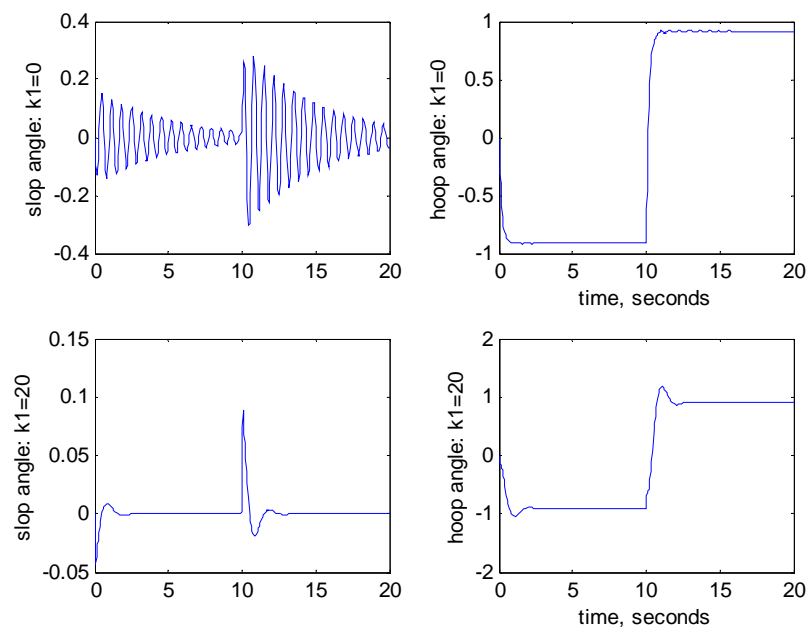 0.4
0.2
0
-0.2
-0.4
slop angle: k1=0
0 5 10 15 20
1
0.5
0
-0.5
-1
hoop angle: k1=0
0 5 10 15 20
time, seconds
0.15
0.1
0.05
0
-0.05
slop angle: k1=20
0 5 10 15 20
2
1
0
-1
-2
hoop angle: k1=20
0 5 10 15 20
time, seconds